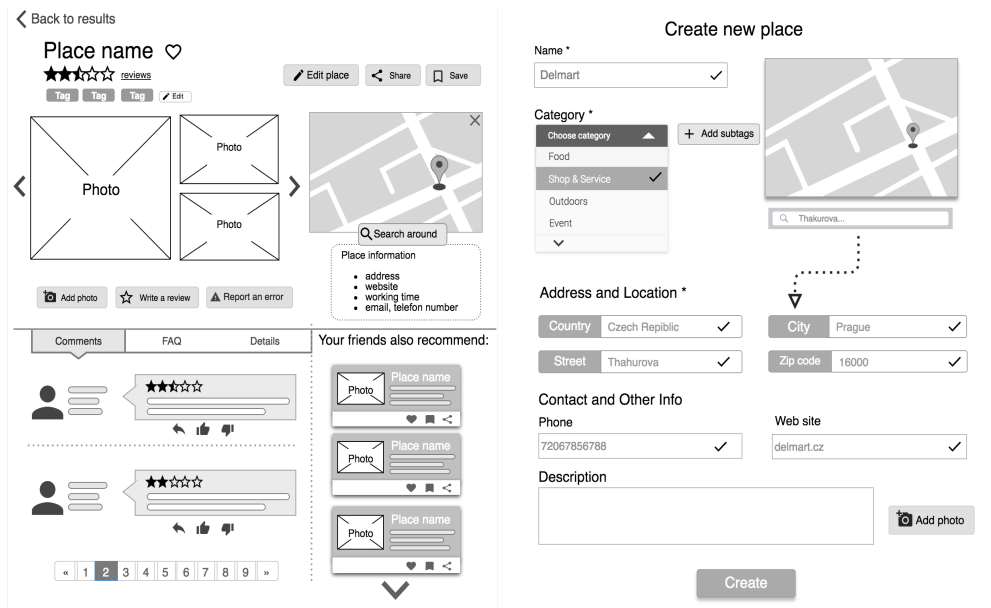 Back to results
Place name
reviews
Edit place
Share
Save
Tag Tag Tag Edit
Photo
Photo
Photo
Search around
Place information
address
website
working time
email, telefon number
Add photo
Write a review
Report an error
Comments FAQ Details
Your friends also recommend:
Photo
Place name
Photo
Place name
Photo
Place name
« 1 2 3 4 5 6 7 8 9 »
Create new place
Name *
Delmart
Category *
Choose category
Food
Shop & Service
Outdoors
Event
+ Add subtags
Thakurova...
Address and Location *
Country Czech Repiblic
City Prague
Street Thahurova
Zip code 16000
Contact and Other Info
Phone
72067856788
Web site
delmart.cz
Description
Add photo
Create